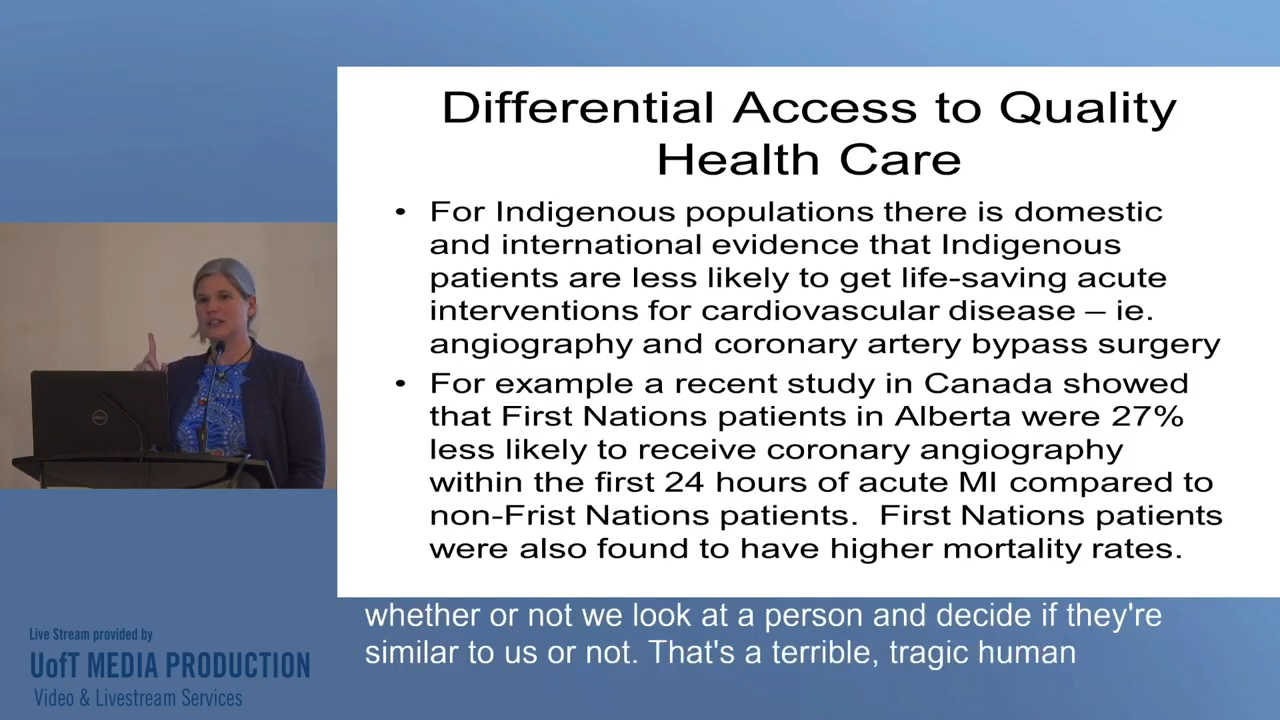 Differential Access to Quality
Health Care
• For Indigenous populations there is domestic
and international evidence that Indigenous
patients are less likely to get life-saving acute
interventions for cardiovascular disease – ie.
angiography and coronary artery bypass surgery
• For example a recent study in Canada showed
that First Nations patients in Alberta were 27%
less likely to receive coronary angiography
within the first 24 hours of acute MI compared to
non-Frist Nations patients.  First Nations patients
were also found to have higher mortality rates.
whether or not we look at a person and decide if they're
similar to us or not. That's a terrible, tragic human
Live Stream provided by
UofT MEDIA PRODUCTION
Video & Livestream Services
DELL